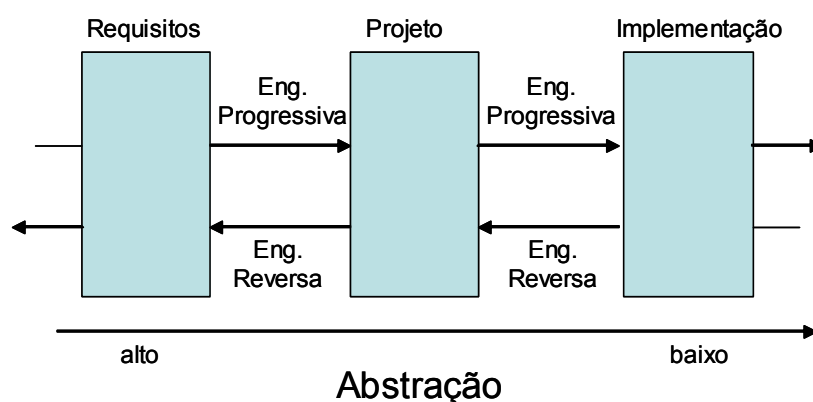 Requisitos
Projeto
Implementação
Eng.
Progressiva
Eng.
Progressiva
Eng.
Reversa
Eng.
Reversa
alto
baixo
Abstração